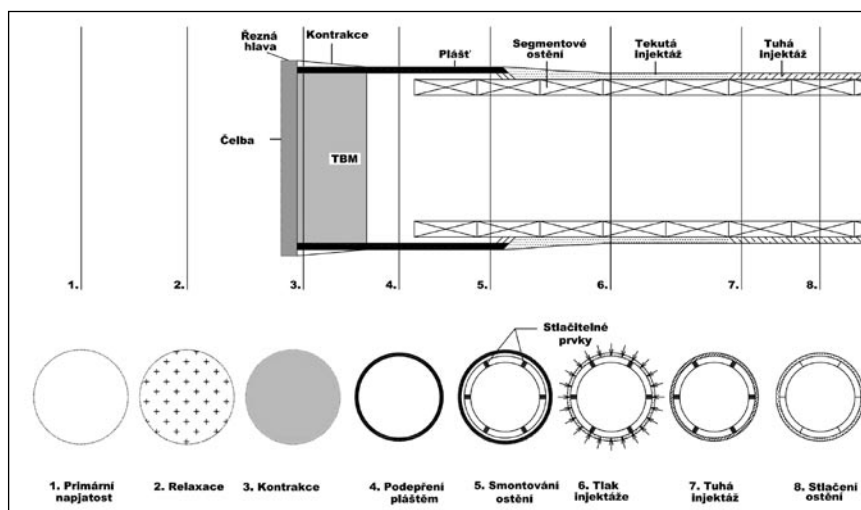 Řezná
hlava
Kontrakce
Plášť
Segmentové
ostění
Tekutá
injektáž
Tuhá
injektáž
Čelba
TBM
1.
2.
3.
4.
5.
6.
7.
8.
Stlačitelné
prvky
1. Primární
napjatost
2. Relaxace
3. Kontrakce
4. Podepření
pláštěm
5. Smontování
ostění
6. Tlak
injektáže
7. Tuhá
injektáž
8. Stlačení
ostění